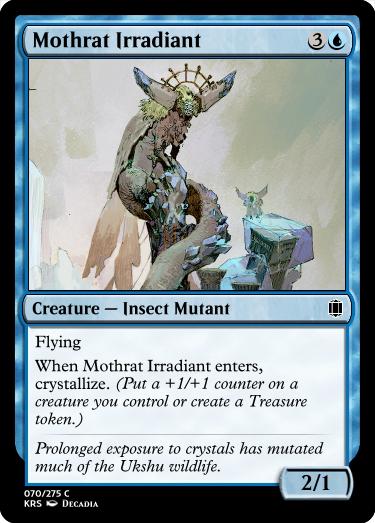 Mothrat Irradiant 3
Creature — Insect Mutant
Flying
When Mothrat Irradiant enters,
crystallize. (Put a +1/+1 counter on a
creature you control or create a Treasure
token.)
Prolonged exposure to crystals has mutated
much of the Ukshu wildlife.
2/1
070/275 C
KRS Decadia